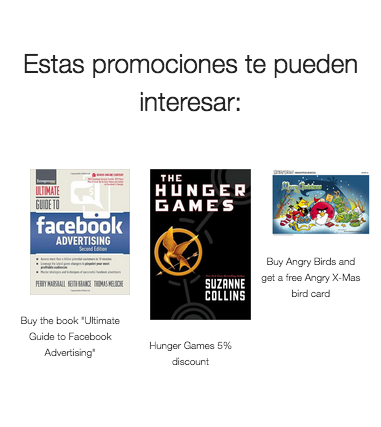 Estas promociones te pueden
interesar:
ULTIMATE
GUIDE TO
facebook
ADVERTISING
Second Edition
PERRY MARSHALL KEITH KRANCE THOMAS MELOCHE
THE
HUNGER
GAMES
SUZANNE
COLLINS
Buy the book "Ultimate
Guide to Facebook
Advertising"
Hunger Games 5%
discount
Buy Angry Birds and
get a free Angry X-Mas
bird card